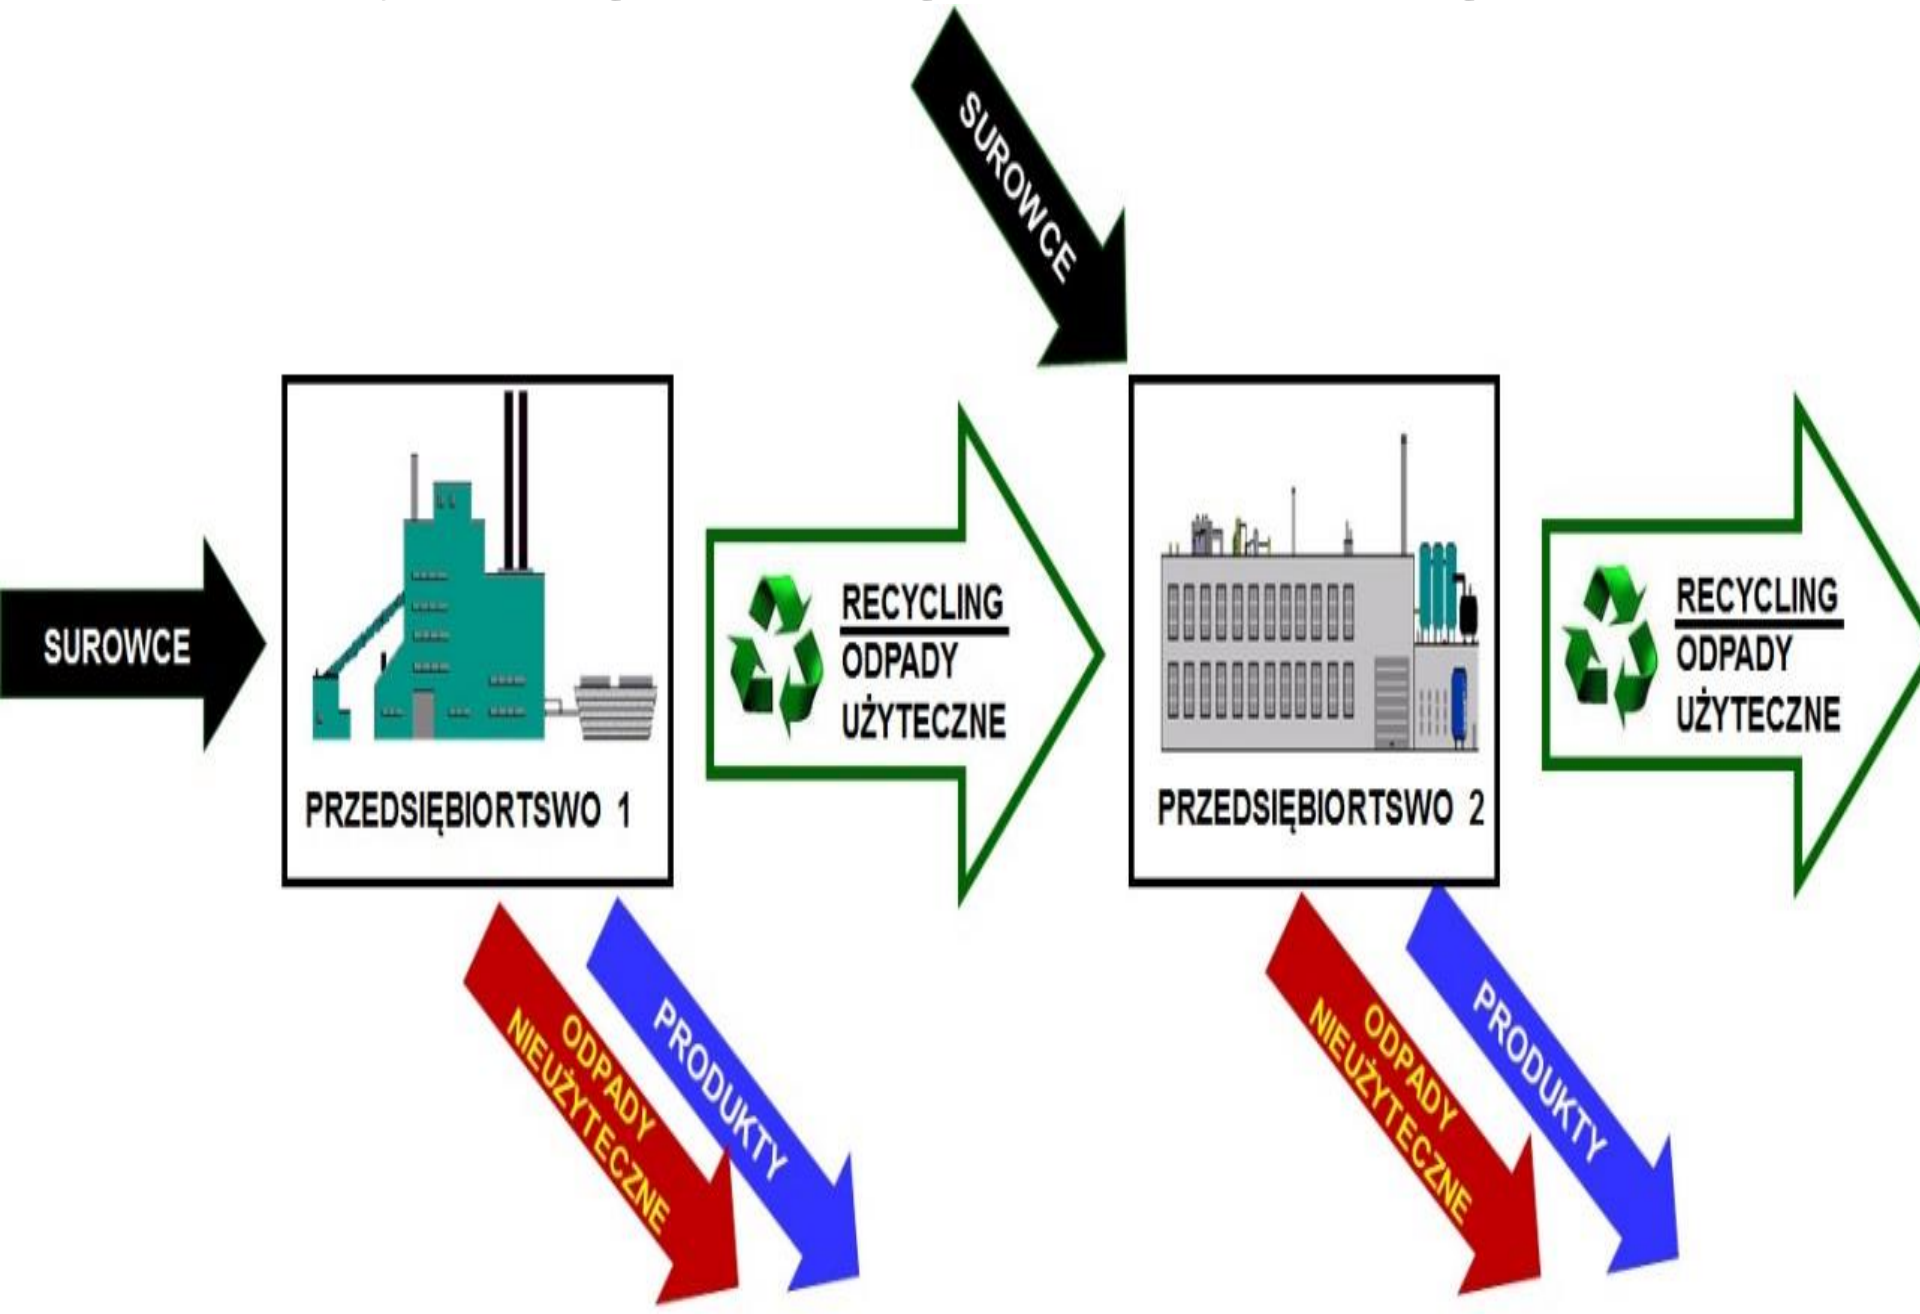 SUROWCE
SUROWCE
RECYCLING
ODPADY
UŻYTECZNE
RECYCLING
ODPADY
UŻYTECZNE
PRZEDSIĘBIORTSWO 1
PRZEDSIĘBIORTSWO 2
ODPADY
NIEUŻYTECZNE
PRODUKTY
ODPADY
NIEUŻYTECZNE
PRODUKTY